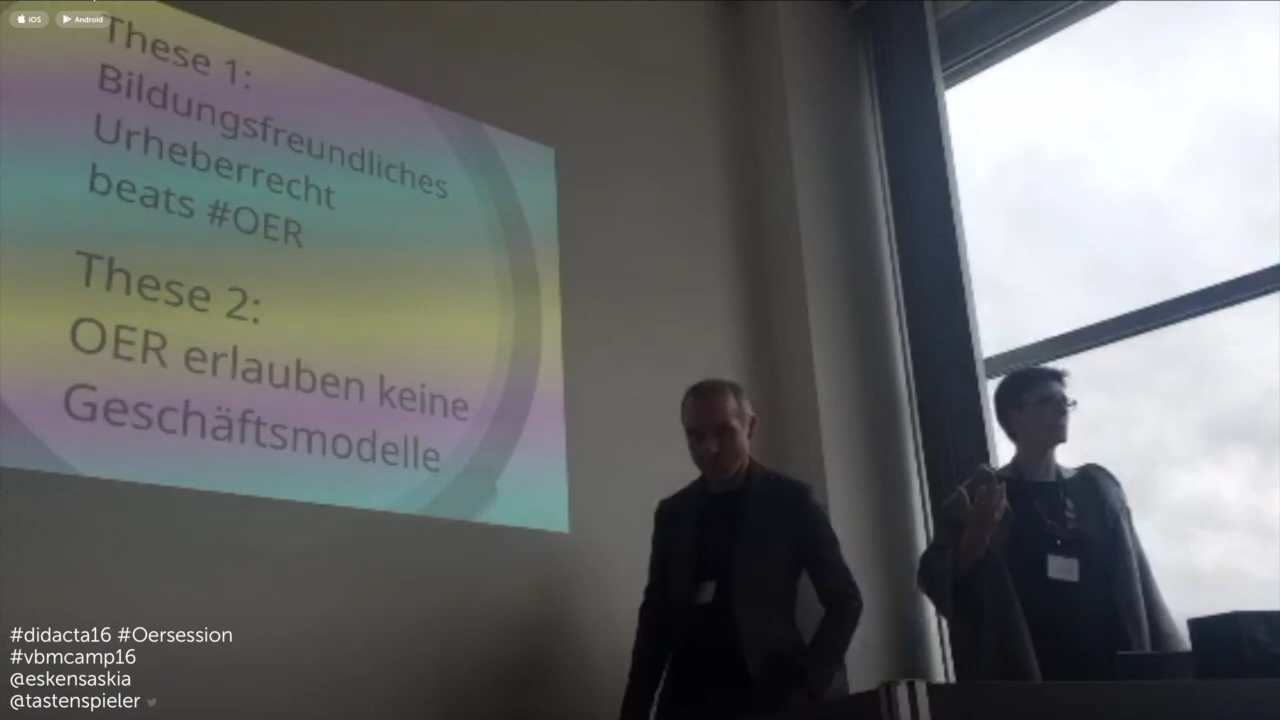 iOS
Android
These 1:
Bildungsfreundliches
Urheberrecht
beats #OER
These 2:
OER erlauben keine
Geschäftsmodelle
#didacta16 #Oersession
#vbmcamp16
@eskensaskia
@tastenspieler